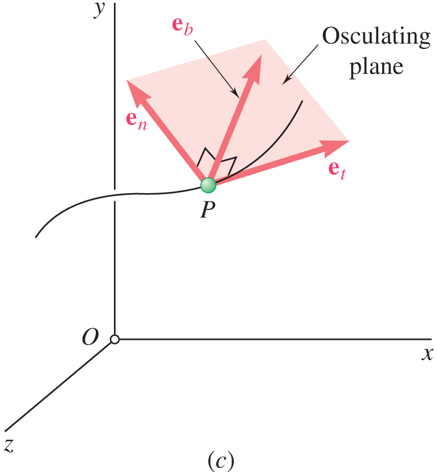 y
e_b
Osculating
plane
e_n
e_t
P
O
x
z
(c)